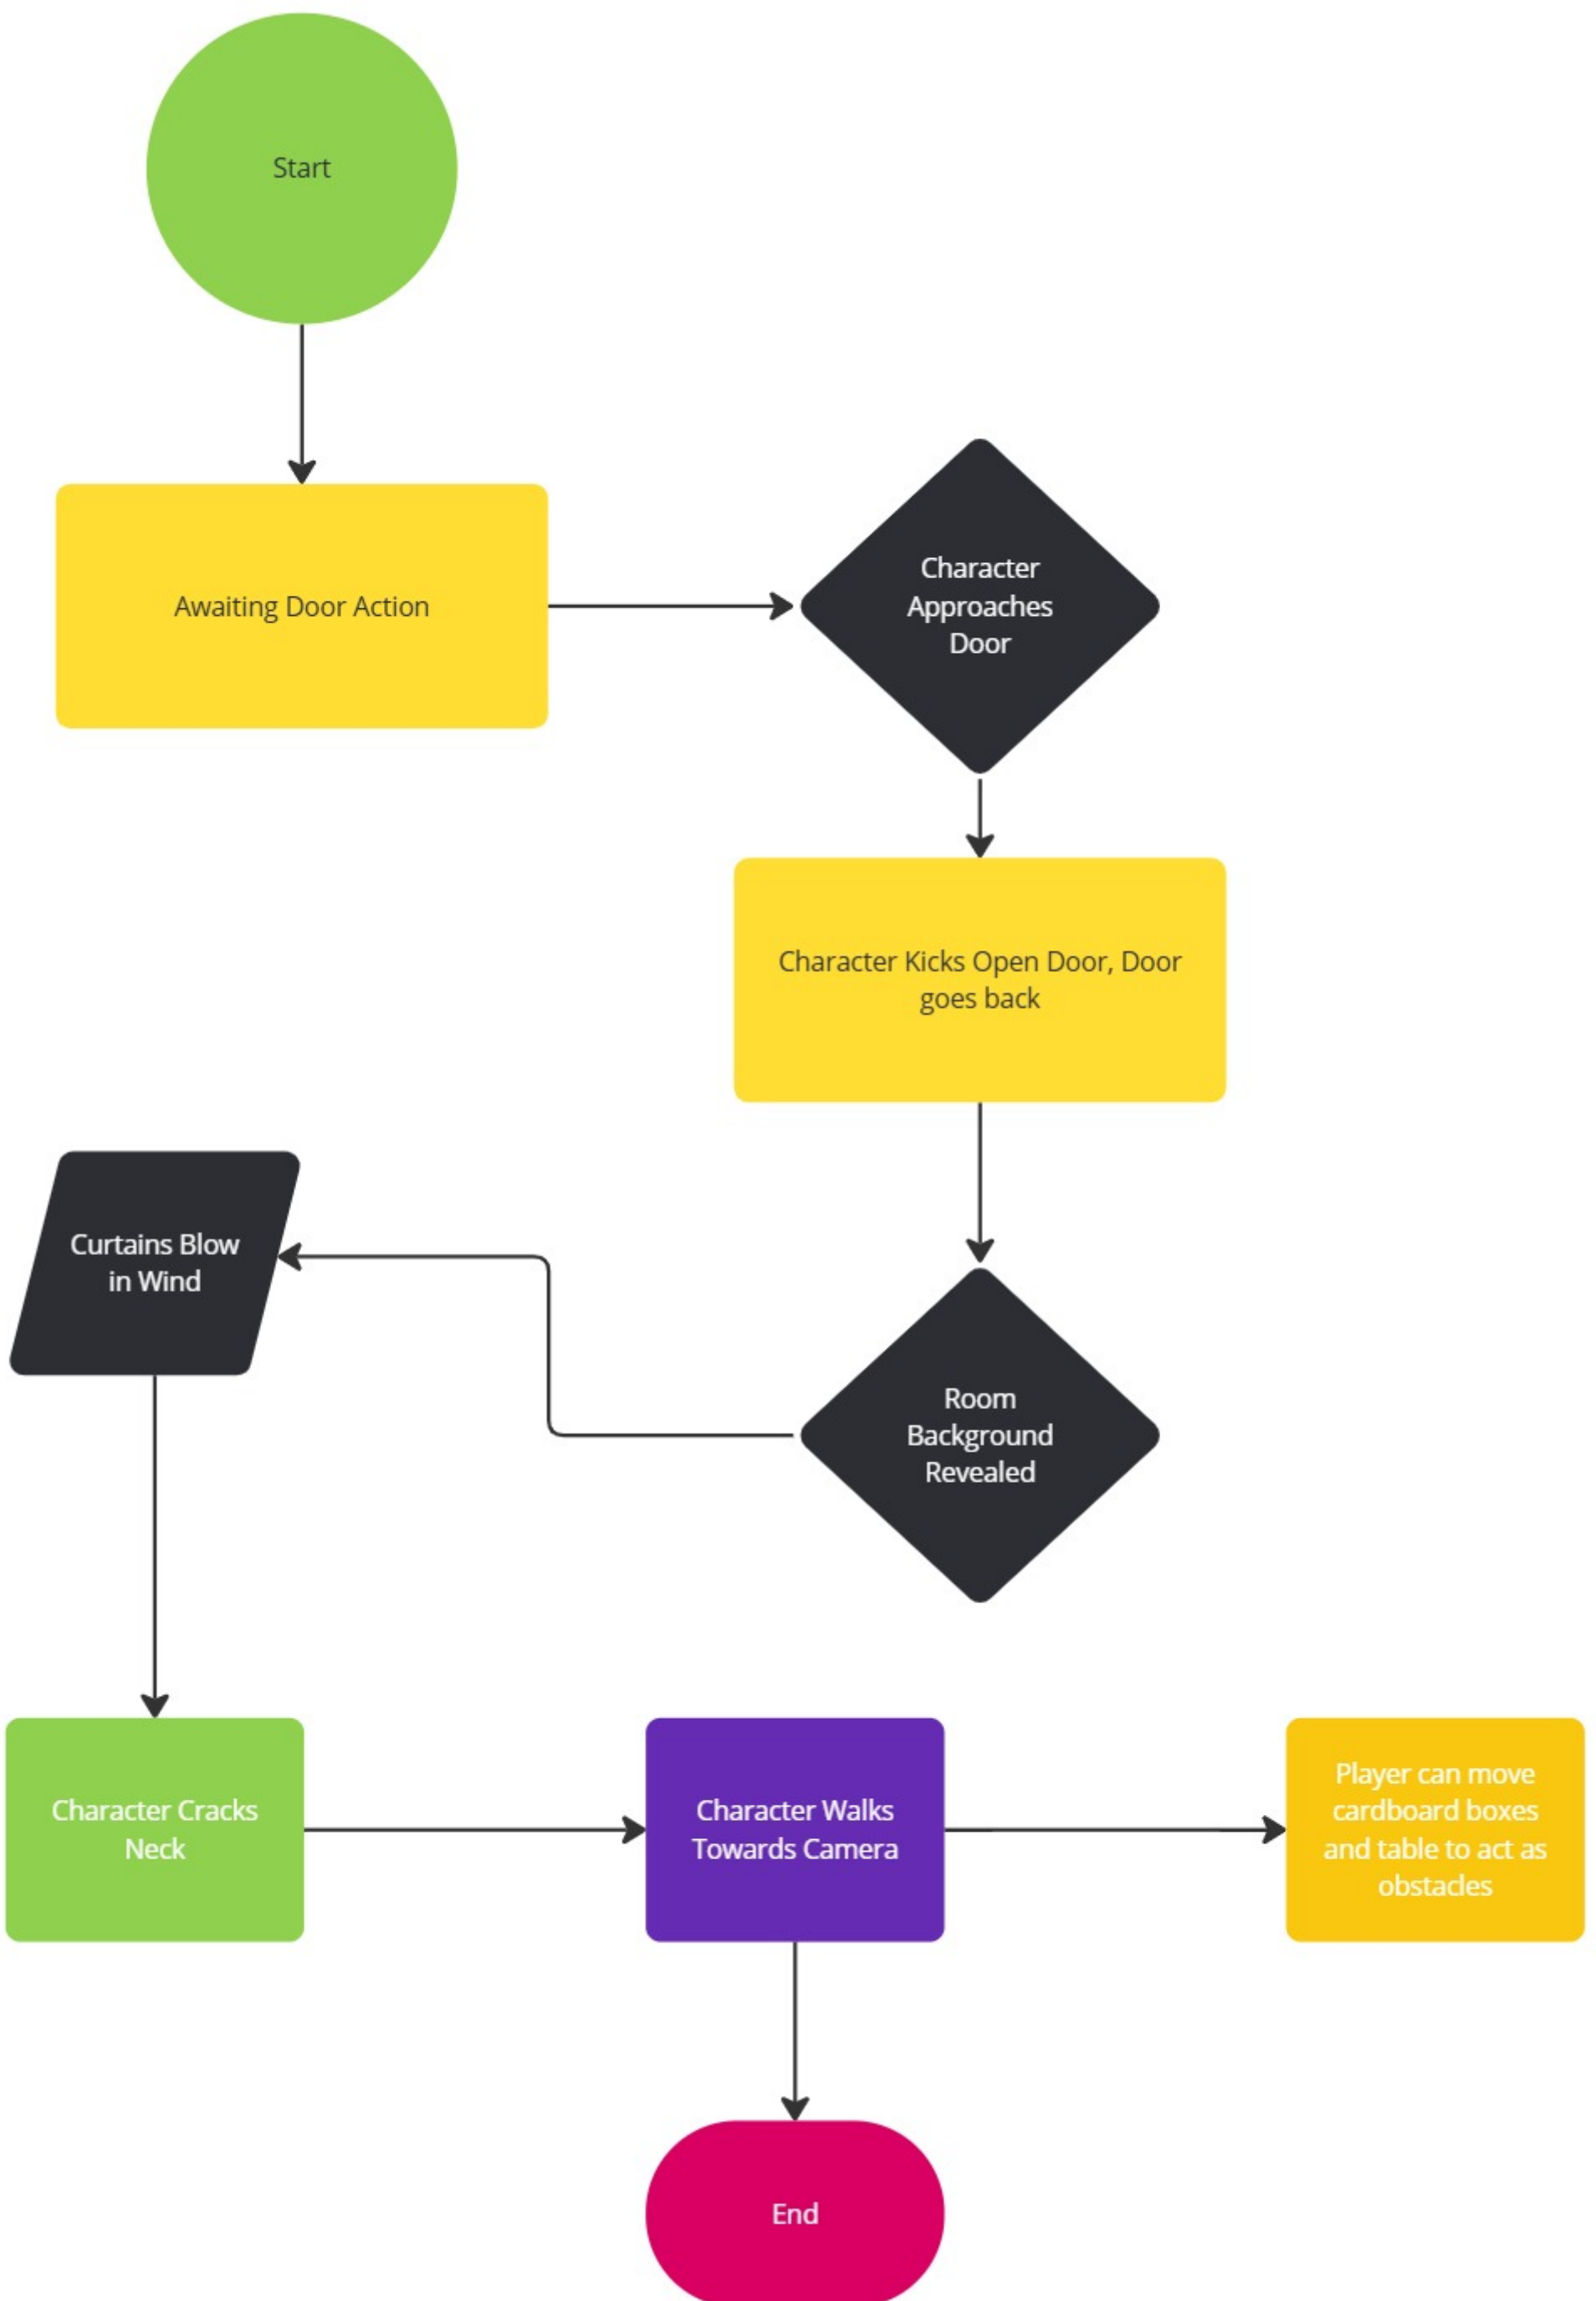 Start
Awaiting Door Action
Character
Approaches
Door
Character Kicks Open Door, Door
goes back
Curtains Blow
in Wind
Room
Background
Revealed
Character Cracks
Neck
Character Walks
Towards Camera
Player can move
cardboard boxes
and table to act as
obstacles
End